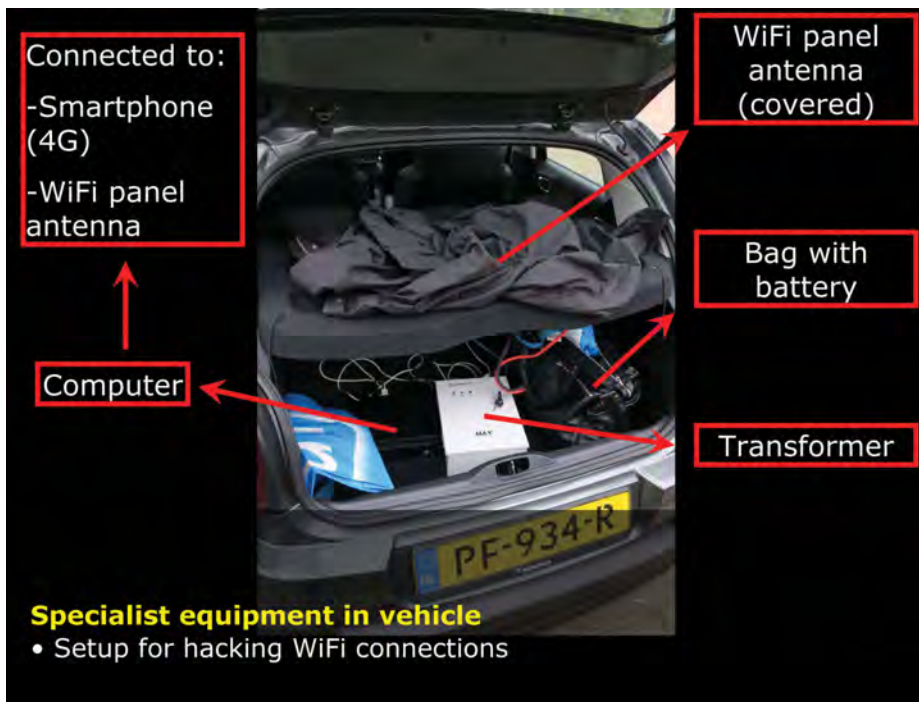 Connected to:
-Smartphone
(4G)
-WiFi panel
antenna
WiFi panel
antenna
(covered)
Bag with
battery
Computer
Transformer
PF-934-R
NL
Specialist equipment in vehicle
• Setup for hacking WiFi connections